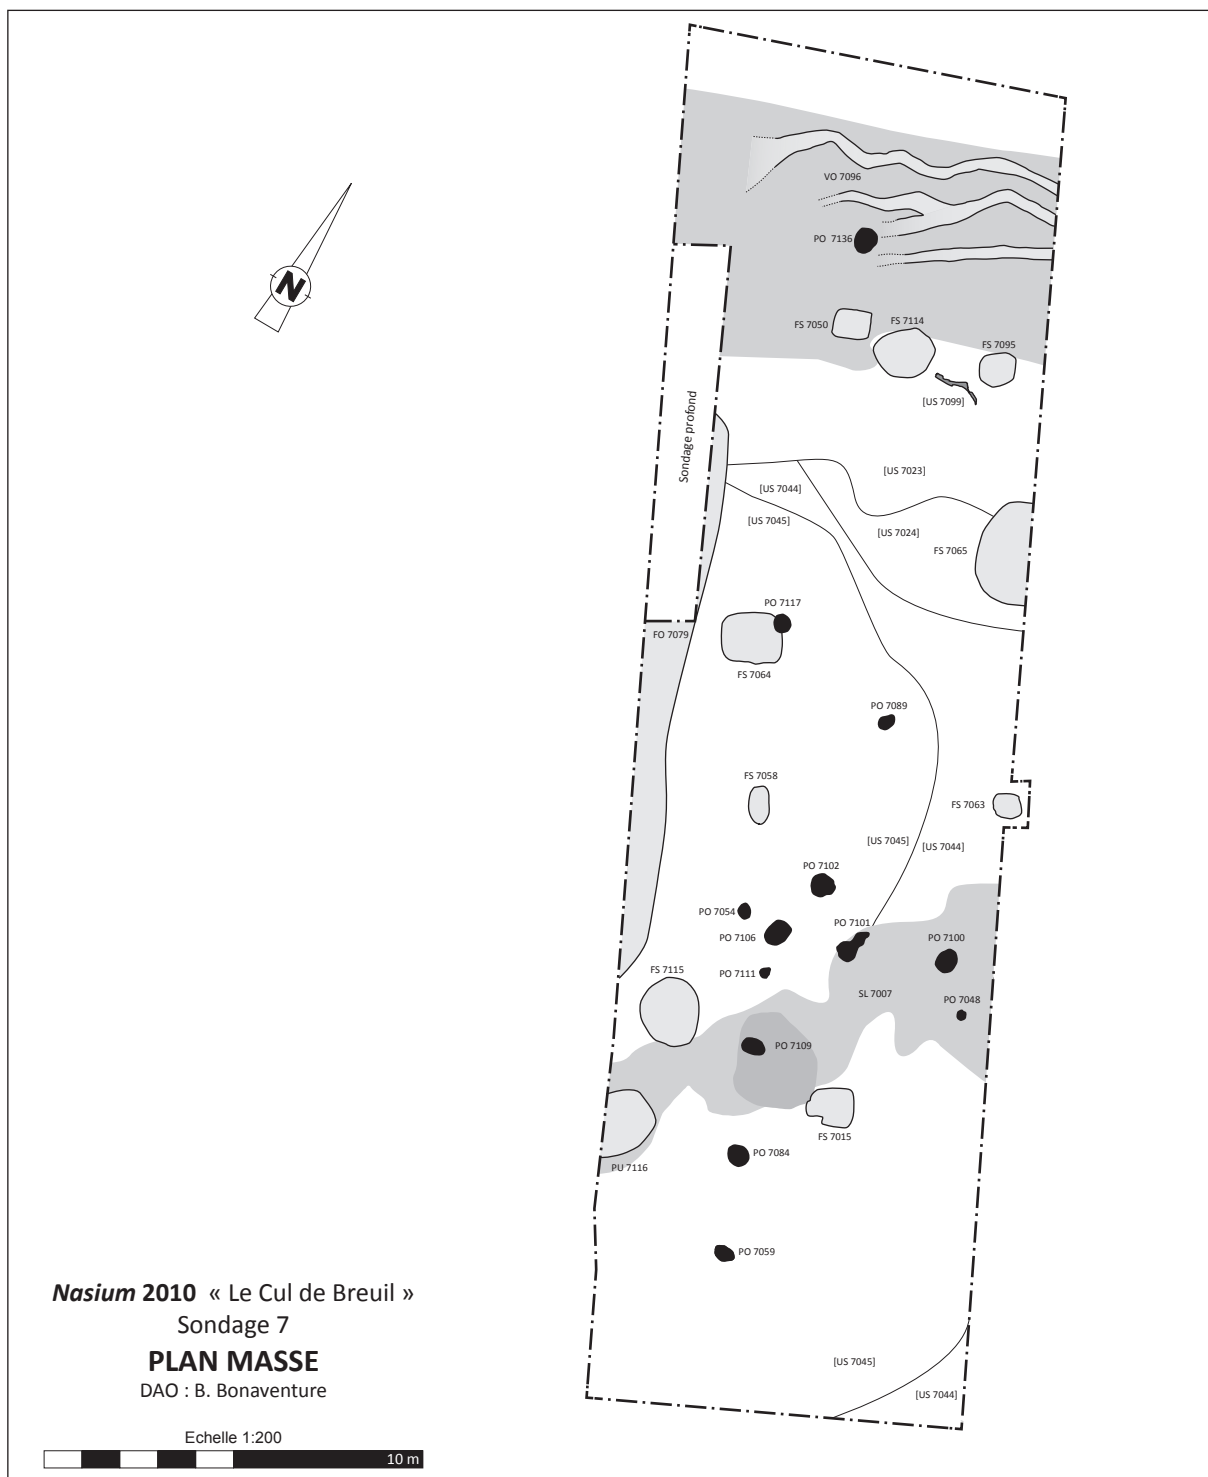 VO 7096
PO 7136
FS 7050
FS 7114
FS 7095
[US 7099]
Sondage profond
[US 7023]
[US 7044]
[US 7045]
[US 7024]
FS 7065
PO 7117
FO 7079
FS 7064
PO 7089
FS 7058
FS 7063
[US 7045]
[US 7044]
PO 7102
PO 7054
PO 7101
PO 7106
PO 7100
FS 7115
PO 7111
SL 7007
PO 7048
PO 7109
FS 7015
PO 7084
PU 7116
PO 7059
[US 7045]
[US 7044]
N
Nasium 2010 « Le Cul de Breuil »
Sondage 7
PLAN MASSE
DAO : B. Bonaventure
Echelle 1:200
10 m